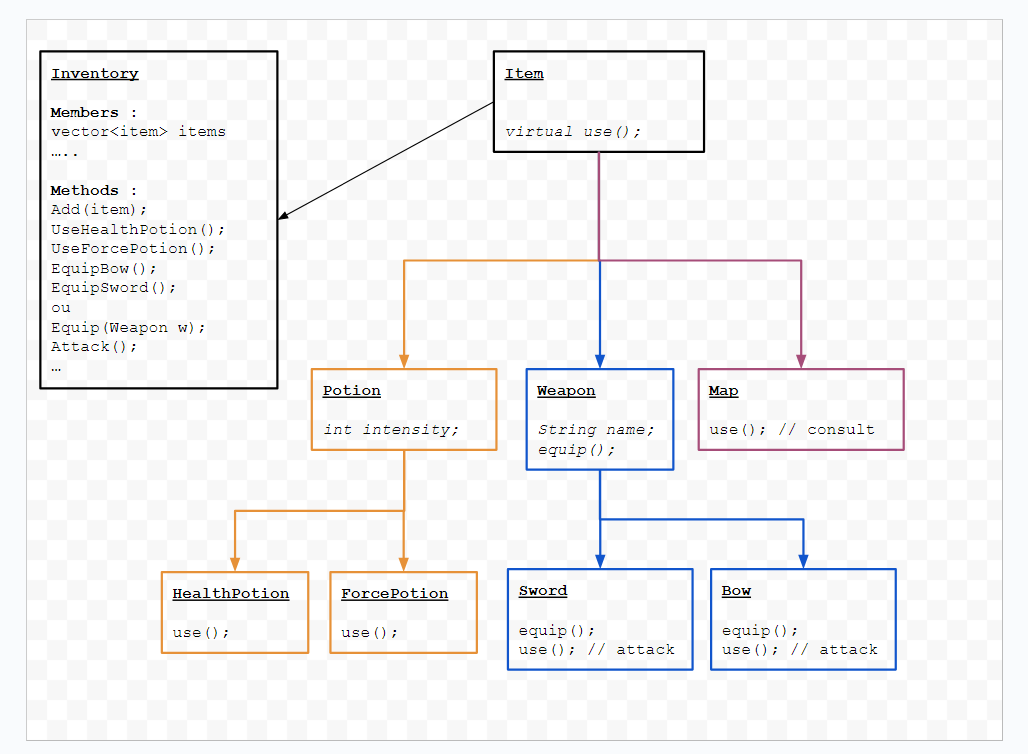 Inventory
Members :
vector<item> items
…..
Methods :
Add(item);
UseHealthPotion();
UseForcePotion();
EquipBow();
EquipSword();
ou
Equip(Weapon w);
Attack();
…
Item
virtual use();
Potion
int intensity;
Weapon
String name;
equip();
Map
use(); // consult
HealthPotion
use();
ForcePotion
use();
Sword
equip();
use(); // attack
Bow
equip();
use(); // attack